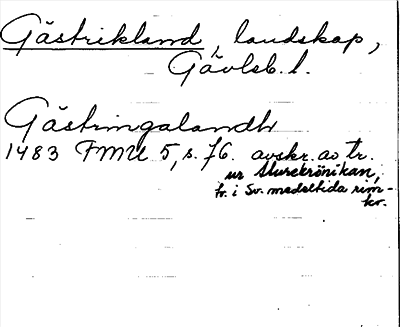 Gästrikland, landskap,
Gävleb. l.
Gästringalandh
1483 FMU 5, s. 76. avskr. av tr.
ur Sturekrönikan,
tr. i Sv. medeltida rim-
kr.